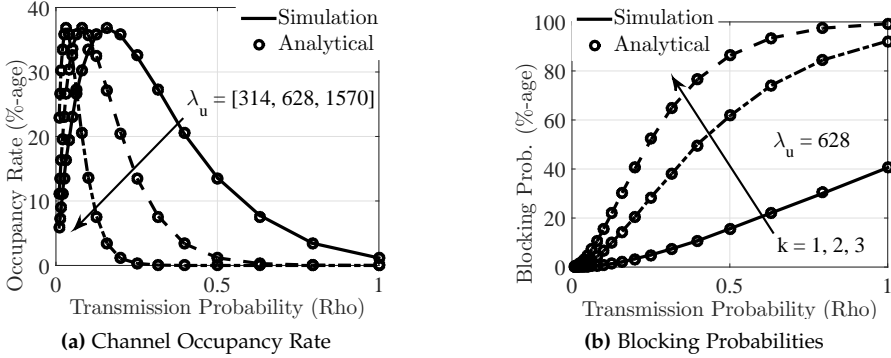 Simulation
Analytical
λu = [314, 628, 1570]
Occupancy Rate (%-age)
40
30
20
10
0
0
0.5
1
Transmission Probability (Rho)
(a) Channel Occupancy Rate
Simulation
Analytical
λu = 628
k = 1, 2, 3
Blocking Prob. (%-age)
100
80
60
40
20
0
0
0.5
1
Transmission Probability (Rho)
(b) Blocking Probabilities